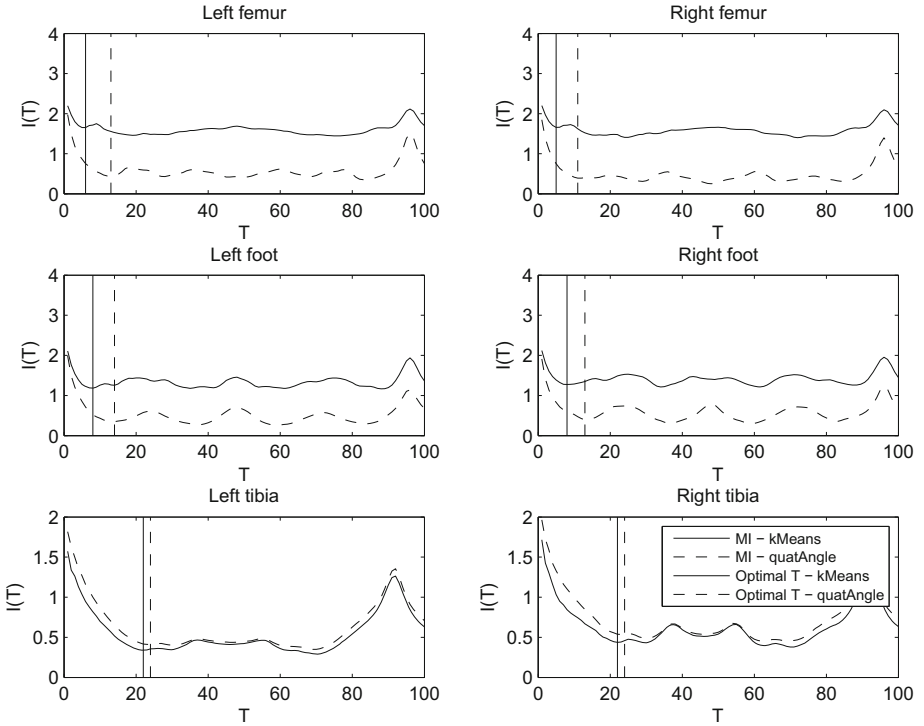 Left femur
4
3
2
1
0
I(T)
0 20 40 60 80 100
T
Right femur
4
3
2
1
0
I(T)
0 20 40 60 80 100
T
Left foot
4
3
2
1
0
I(T)
0 20 40 60 80 100
T
Right foot
4
3
2
1
0
I(T)
0 20 40 60 80 100
T
Left tibia
2
1.5
1
0.5
0
I(T)
0 20 40 60 80 100
T
Right tibia
2
1.5
1
0.5
0
I(T)
0 20 40 60 80 100
T
MI − kMeans
MI − quatAngle
Optimal T − kMeans
Optimal T − quatAngle